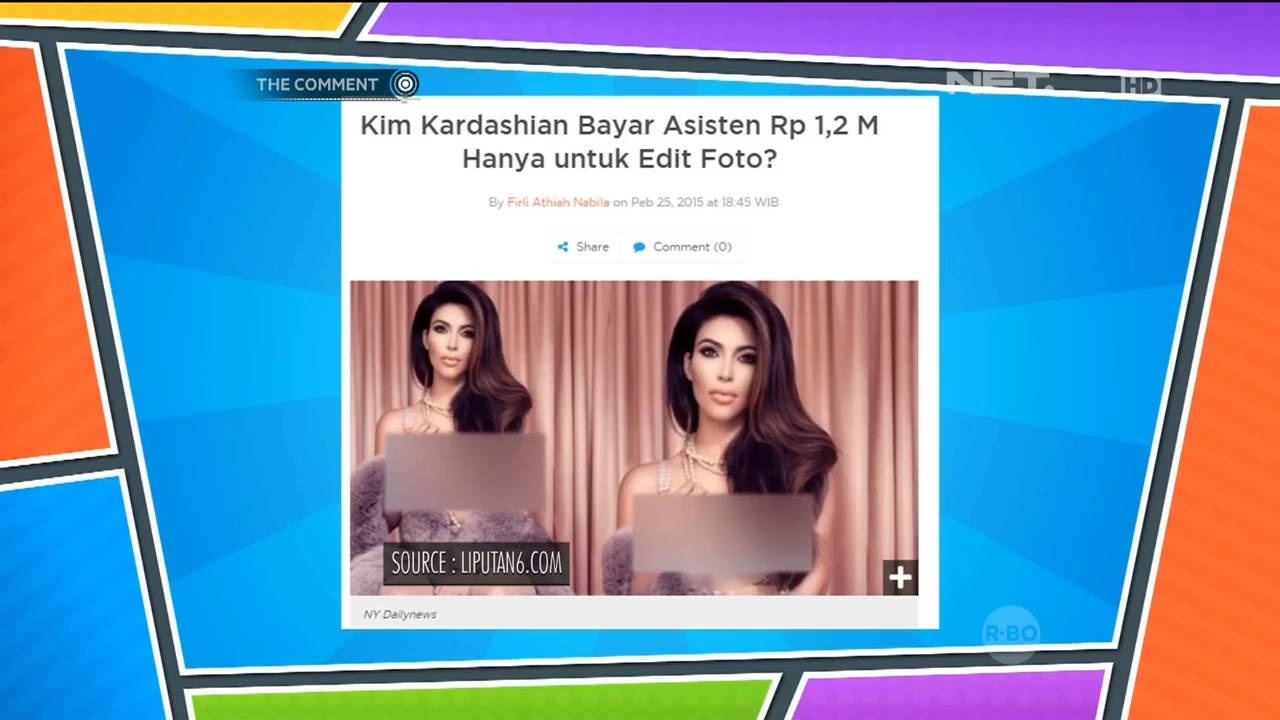 THE COMMENT
NET.
HD
Kim Kardashian Bayar Asisten Rp 1,2 M
Hanya untuk Edit Foto?
By Firli Athiah Nabila on Peb 25, 2015 at 18:45 WIB
Share
Comment (0)
SOURCE : LIPUTAN6.COM
NY Dailynews
R-BO